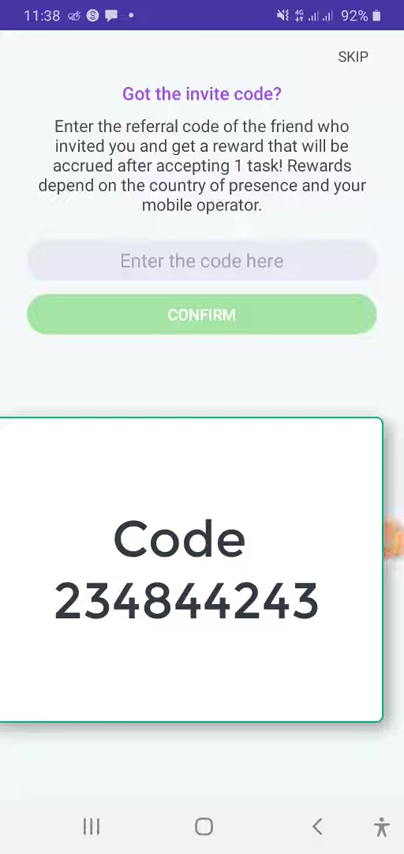 11:38 4G 92%
SKIP
Got the invite code?
Enter the referral code of the friend who
invited you and get a reward that will be
accrued after accepting 1 task! Rewards
depend on the country of presence and your
mobile operator.
Enter the code here
CONFIRM
Code
234844243